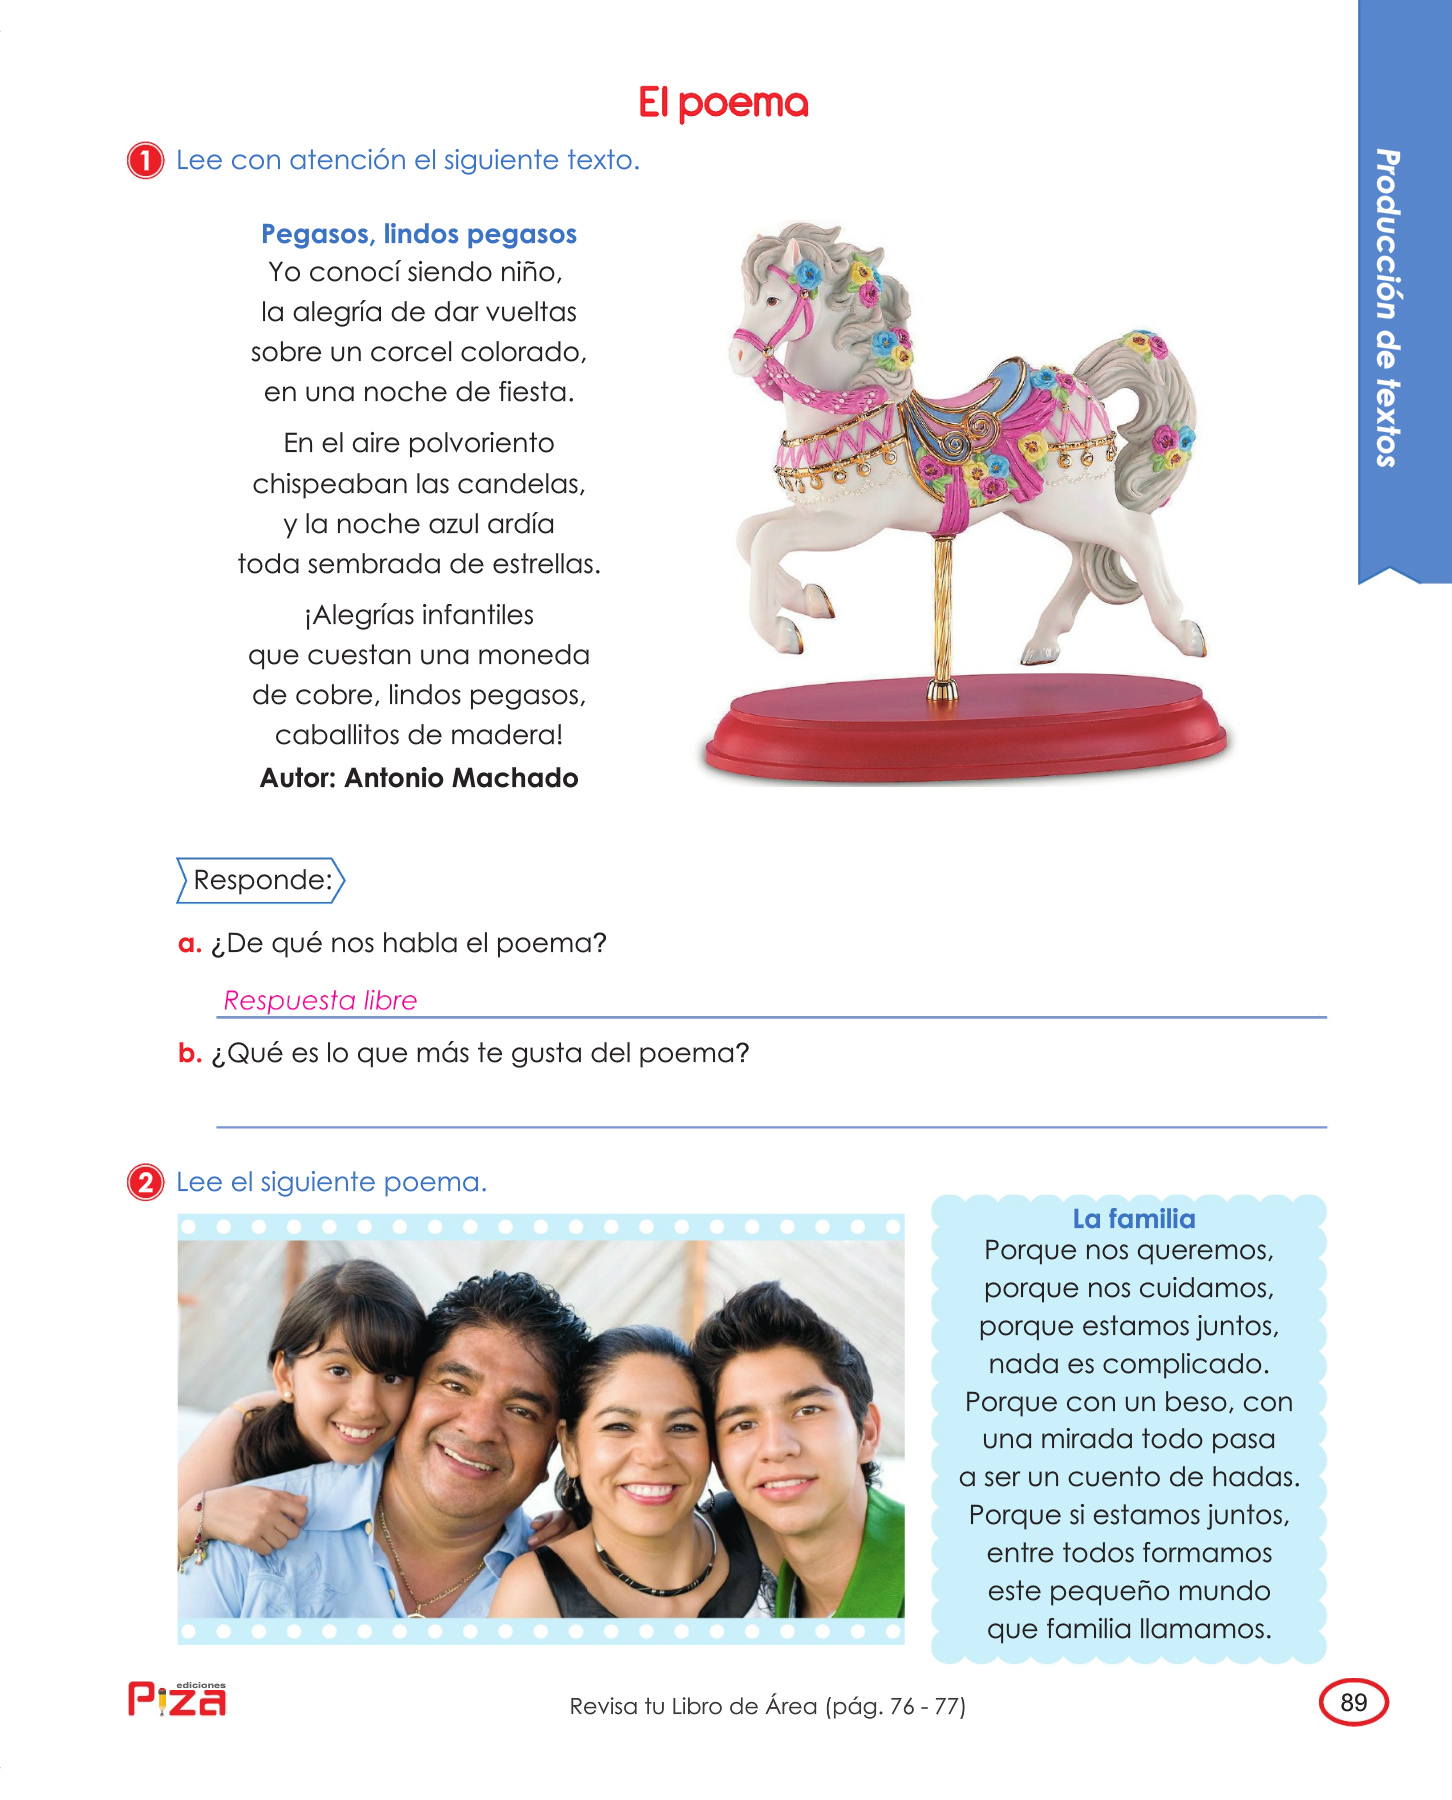 El poema
1 Lee con atención el siguiente texto.
Pegasos, lindos pegasos
Yo conocí siendo niño,
la alegría de dar vueltas
sobre un corcel colorado,
en una noche de fiesta.
En el aire polvoriento
chispeaban las candelas,
y la noche azul ardía
toda sembrada de estrellas.
¡Alegrías infantiles
que cuestan una moneda
de cobre, lindos pegasos,
caballitos de madera!
Autor: Antonio Machado
Producción de textos
Responde:
a. ¿De qué nos habla el poema?
Respuesta libre
b. ¿Qué es lo que más te gusta del poema?
2 Lee el siguiente poema.
La familia
Porque nos queremos,
porque nos cuidamos,
porque estamos juntos,
nada es complicado.
Porque con un beso, con
una mirada todo pasa
a ser un cuento de hadas.
Porque si estamos juntos,
entre todos formamos
este pequeño mundo
que familia llamamos.
ediciones
Piza
Revisa tu Libro de Área (pág. 76 - 77)
89